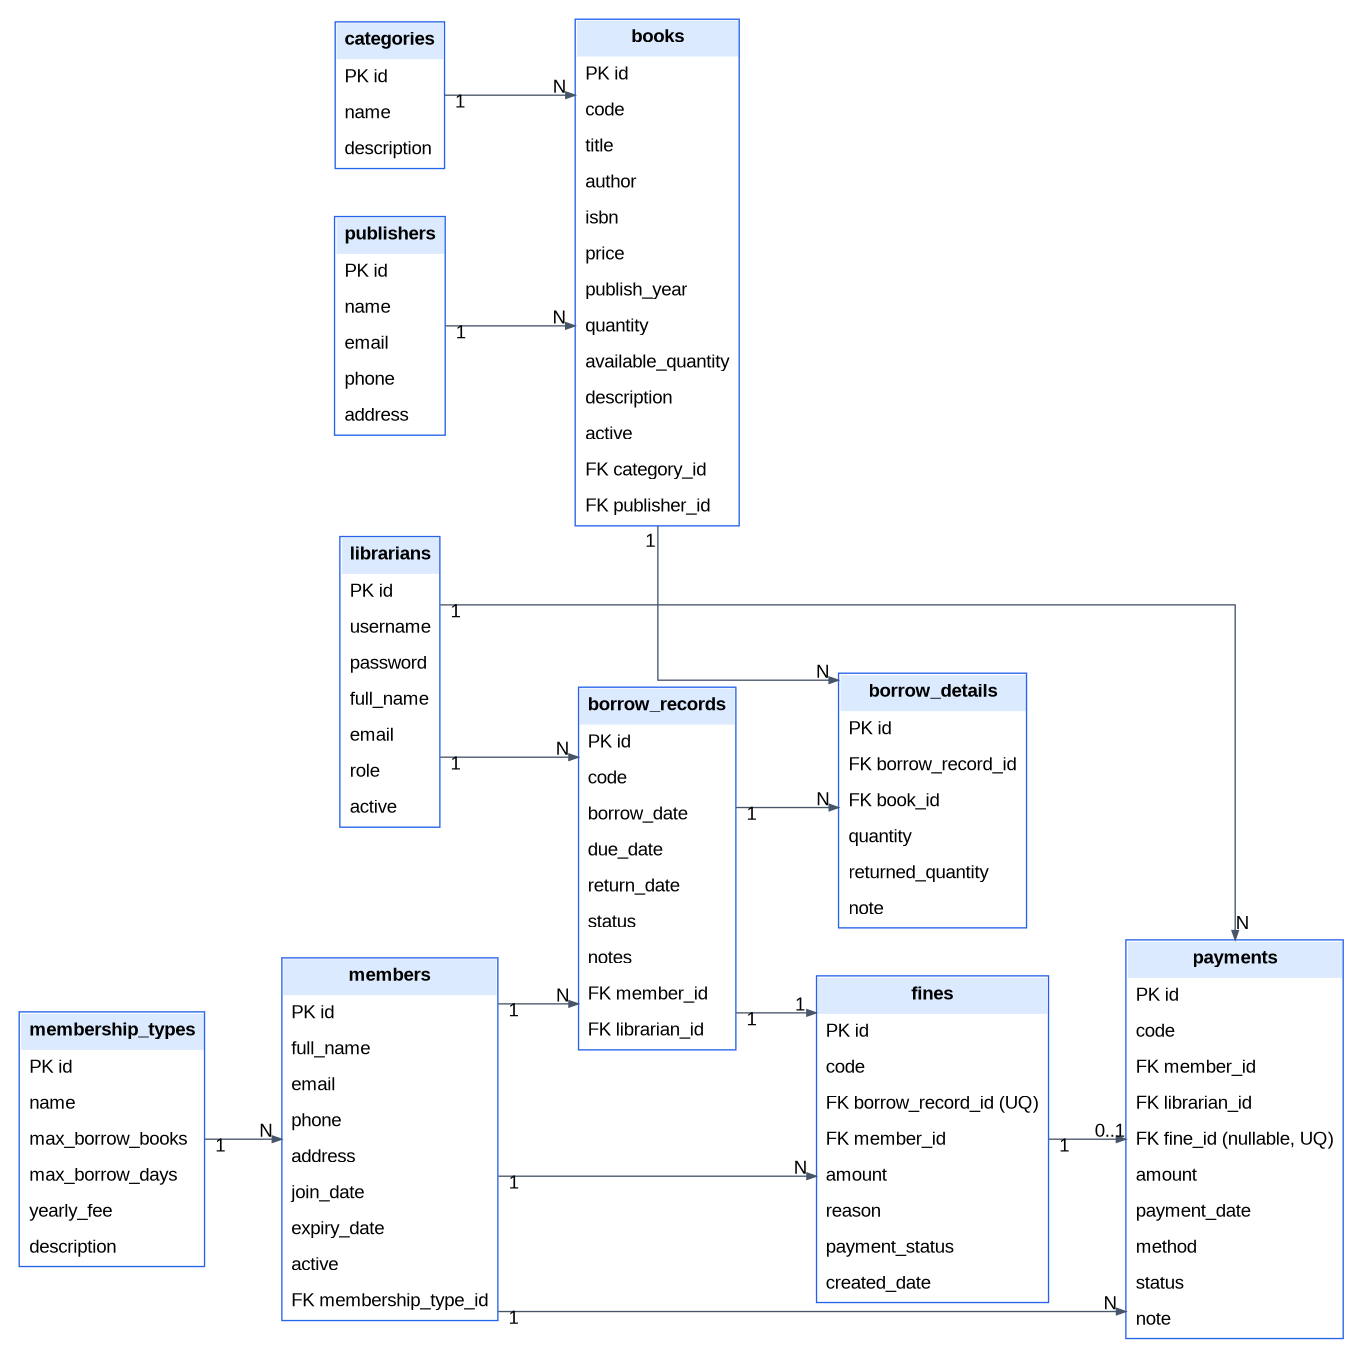 categories
PK id
name
description
1
N
books
PK id
code
title
author
isbn
price
publish_year
quantity
available_quantity
description
active
FK category_id
FK publisher_id
publishers
PK id
name
email
phone
address
1
N
1
librarians
PK id
username
password
full_name
email
role
active
1
1
N
N
borrow_records
PK id
code
borrow_date
due_date
return_date
status
notes
FK member_id
FK librarian_id
1
N
1
1
borrow_details
PK id
FK borrow_record_id
FK book_id
quantity
returned_quantity
note
N
membership_types
PK id
name
max_borrow_books
max_borrow_days
yearly_fee
description
1
N
members
PK id
full_name
email
phone
address
join_date
expiry_date
active
FK membership_type_id
1
N
1
N
1
N
fines
PK id
code
FK borrow_record_id (UQ)
FK member_id
amount
reason
payment_status
created_date
1
0..1
payments
PK id
code
FK member_id
FK librarian_id
FK fine_id (nullable, UQ)
amount
payment_date
method
status
note